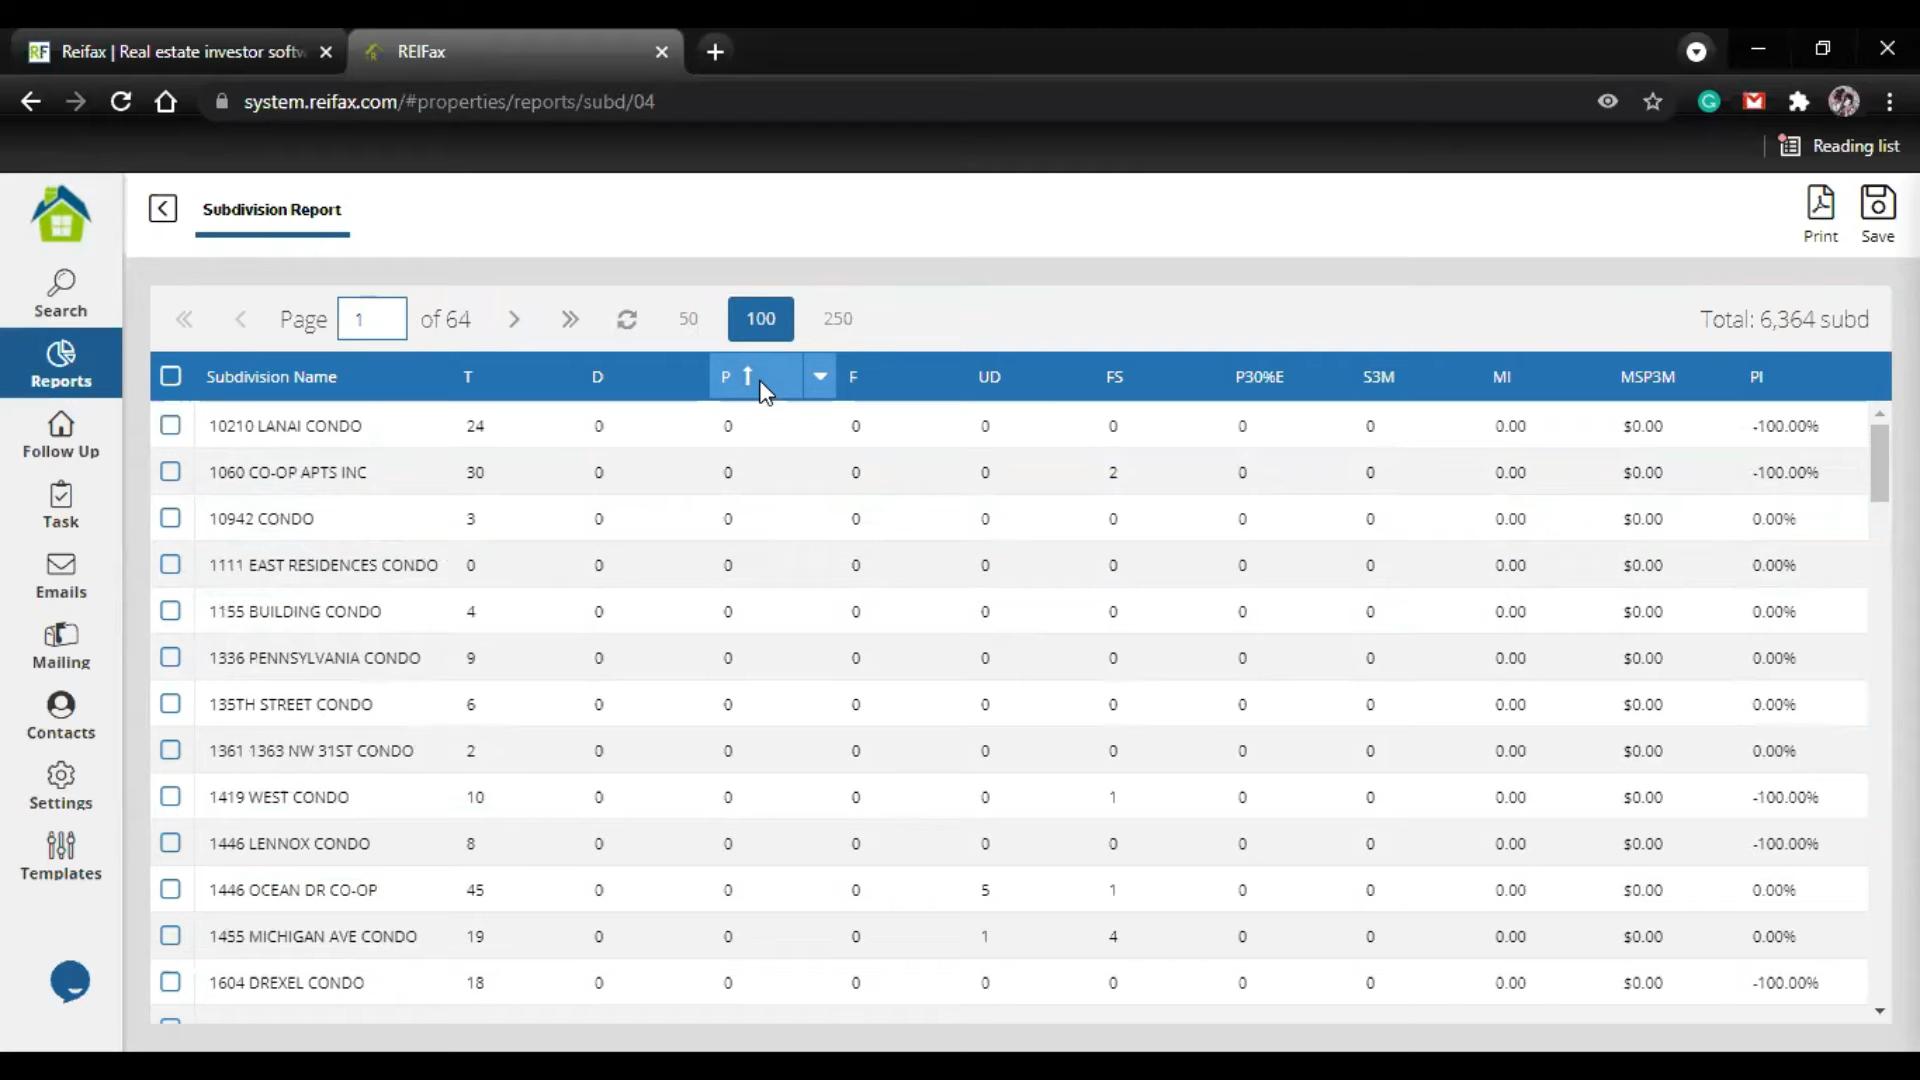 RF Reifax | Real estate investor softw
REIFax
system.reifax.com/#properties/reports/subd/04
Reading list
Subdivision Report
Print
Save
Search
Reports
Follow Up
Task
Emails
Mailing
Contacts
Settings
Templates
Page 1 of 64 50 100 250 Total: 6,364 subd
Subdivision Name T D P F UD FS P30%E S3M MI MSP3M PI
10210 LANAI CONDO 24 0 0 0 0 0 0 0 0.00 $0.00 -100.00%
1060 CO-OP APTS INC 30 0 0 0 0 2 0 0 0.00 $0.00 -100.00%
10942 CONDO 3 0 0 0 0 0 0 0 0.00 $0.00 0.00%
1111 EAST RESIDENCES CONDO 0 0 0 0 0 0 0 0 0.00 $0.00 0.00%
1155 BUILDING CONDO 4 0 0 0 0 0 0 0 0.00 $0.00 0.00%
1336 PENNSYLVANIA CONDO 9 0 0 0 0 0 0 0 0.00 $0.00 0.00%
135TH STREET CONDO 6 0 0 0 0 0 0 0 0.00 $0.00 0.00%
1361 1363 NW 31ST CONDO 2 0 0 0 0 0 0 0 0.00 $0.00 0.00%
1419 WEST CONDO 10 0 0 0 0 1 0 0 0.00 $0.00 -100.00%
1446 LENNOX CONDO 8 0 0 0 0 0 0 0 0.00 $0.00 -100.00%
1446 OCEAN DR CO-OP 45 0 0 0 5 1 0 0 0.00 $0.00 0.00%
1455 MICHIGAN AVE CONDO 19 0 0 0 1 4 0 0 0.00 $0.00 0.00%
1604 DREXEL CONDO 18 0 0 0 0 0 0 0 0.00 $0.00 -100.00%